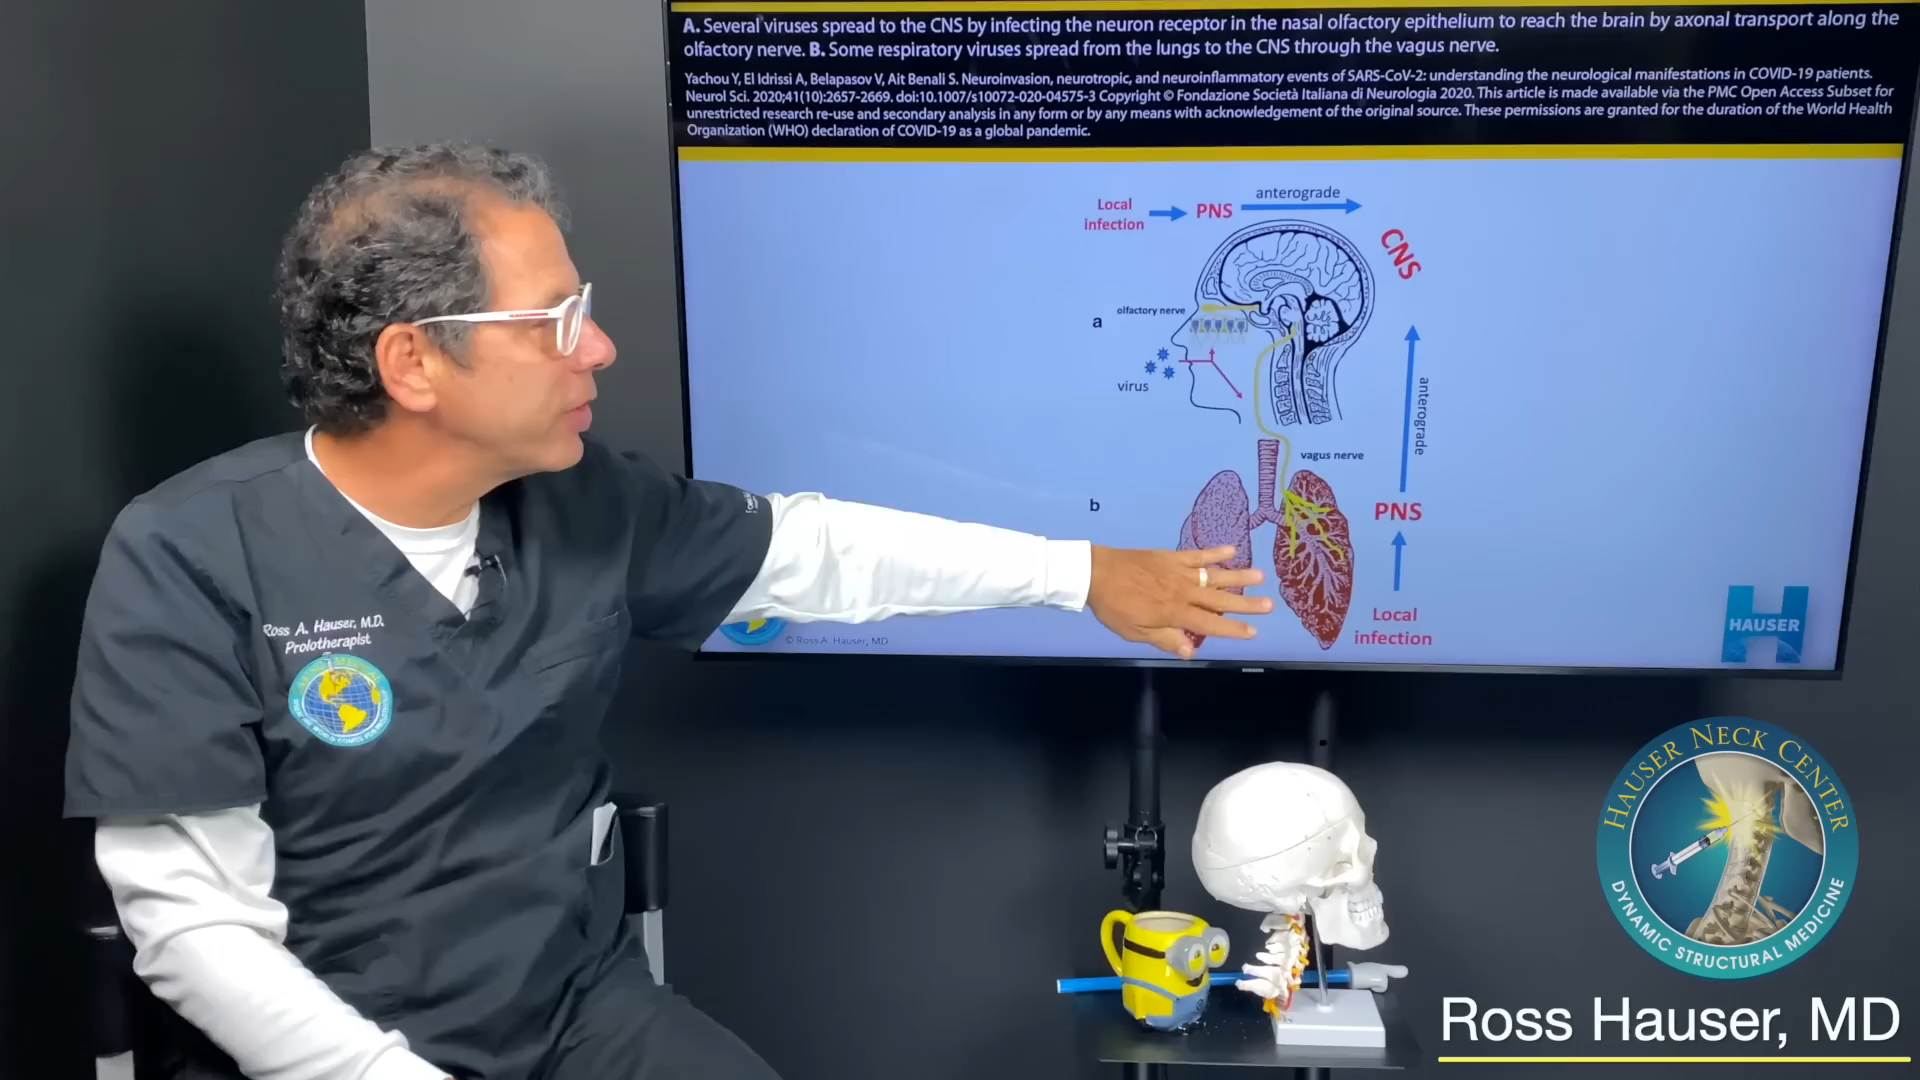 A. Several viruses spread to the CNS by infecting the neuron receptor in the nasal olfactory epithelium to reach the brain by axonal transport along the
olfactory nerve. B. Some respiratory viruses spread from the lungs to the CNS through the vagus nerve.
Yachou Y, El Idrissi A, Belapasov V, Ait Benali S. Neuroinvasion, neurotropic, and neuroinflammatory events of SARS-CoV-2: understanding the neurological manifestations in COVID-19 patients.
Neurol Sci. 2020;41(10):2657-2669. doi:10.1007/s10072-020-04575-3 Copyright © Fondazione Società Italiana di Neurologia 2020. This article is made available via the PMC Open Access Subset for
unrestricted research re-use and secondary analysis in any form or by any means with acknowledgement of the original source. These permissions are granted for the duration of the World Health
Organization (WHO) declaration of COVID-19 as a global pandemic.
Local
infection
PNS
anterograde
CNS
olfactory nerve
a
virus
anterograde
vagus nerve
b
PNS
Local
infection
© Ross A. Hauser, MD
HAUSER
Ross A. Hauser, M.D.
Prolotherapist
HAUSER NECK CENTER
DYNAMIC STRUCTURAL MEDICINE
Ross Hauser, MD